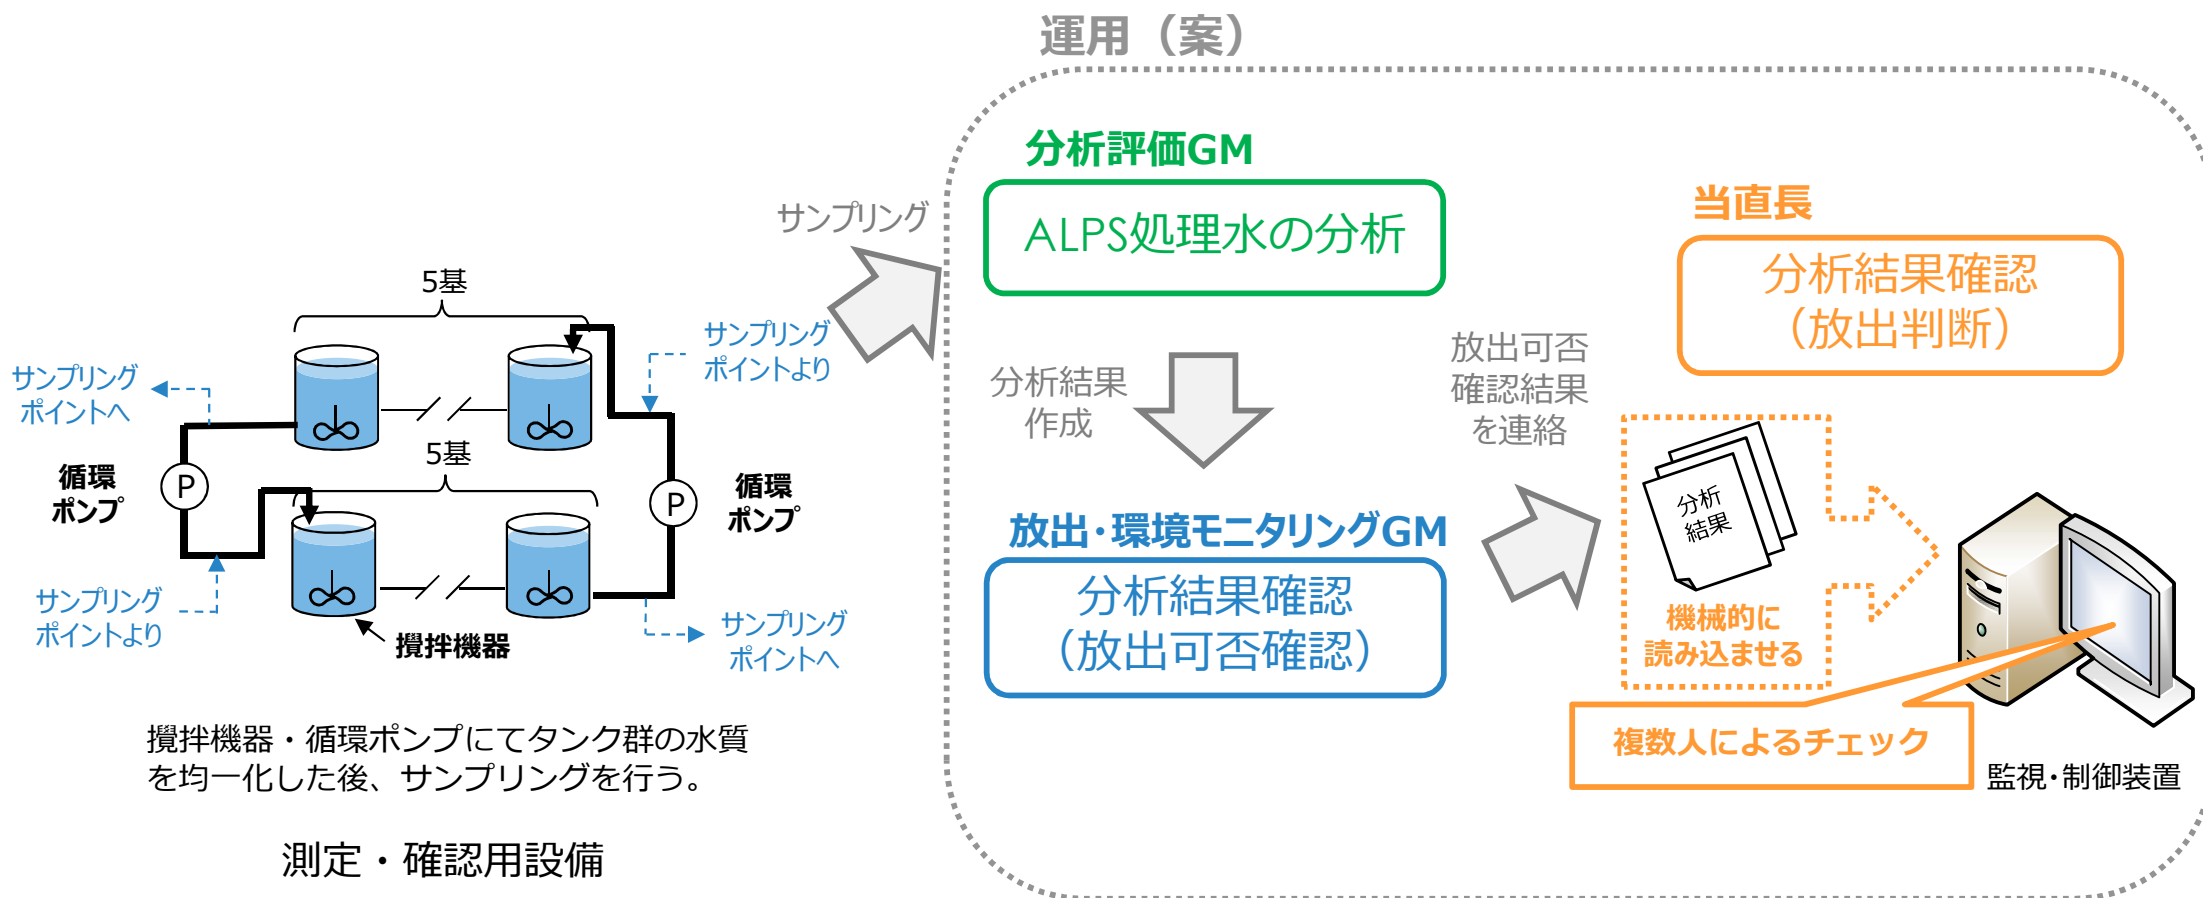 運用（案）
分析評価GM
ALPS処理水の分析
サンプリング
当直長
分析結果確認
（放出判断）
5基
サンプリング
ポイントより
サンプリング
ポイントへ
分析結果
作成
放出可否
確認結果
を連絡
5基
循環
ポンプ
P
P
循環
ポンプ
分析
結果
放出・環境モニタリングGM
分析結果確認
（放出可否確認）
機械的に
読み込ませる
サンプリング
ポイントより
攪拌機器
サンプリング
ポイントへ
複数人によるチェック
監視・制御装置
攪拌機器・循環ポンプにてタンク群の水質
を均一化した後、サンプリングを行う。
測定・確認用設備